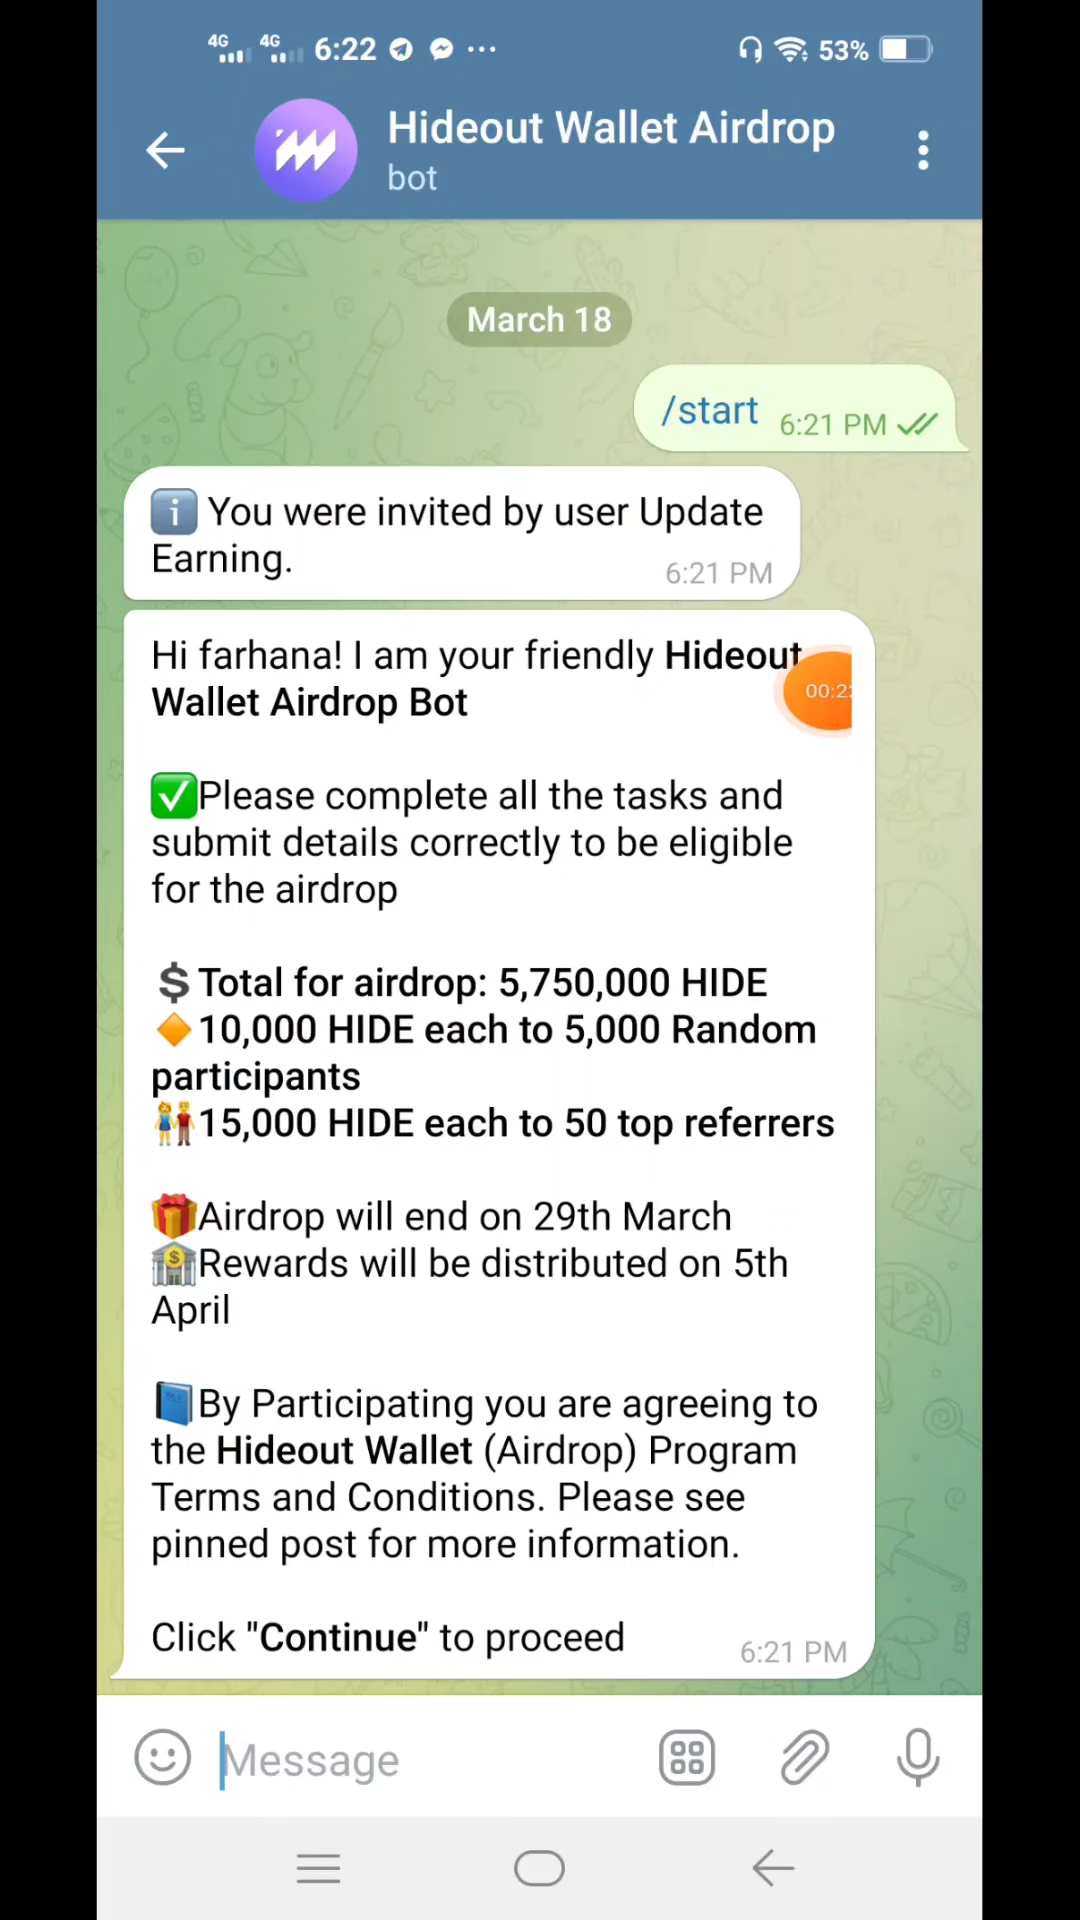 4G 4G 6:22 ... 53%
Hideout Wallet Airdrop
bot
March 18
/start 6:21 PM
You were invited by user Update
Earning.
6:21 PM
Hi farhana! I am your friendly Hideout
Wallet Airdrop Bot
00:2
✅Please complete all the tasks and
submit details correctly to be eligible
for the airdrop
💲Total for airdrop: 5,750,000 HIDE
🔸10,000 HIDE each to 5,000 Random
participants
👫15,000 HIDE each to 50 top referrers
🎁Airdrop will end on 29th March
🏦Rewards will be distributed on 5th
April
📘By Participating you are agreeing to
the Hideout Wallet (Airdrop) Program
Terms and Conditions. Please see
pinned post for more information.
Click "Continue" to proceed
6:21 PM
Message